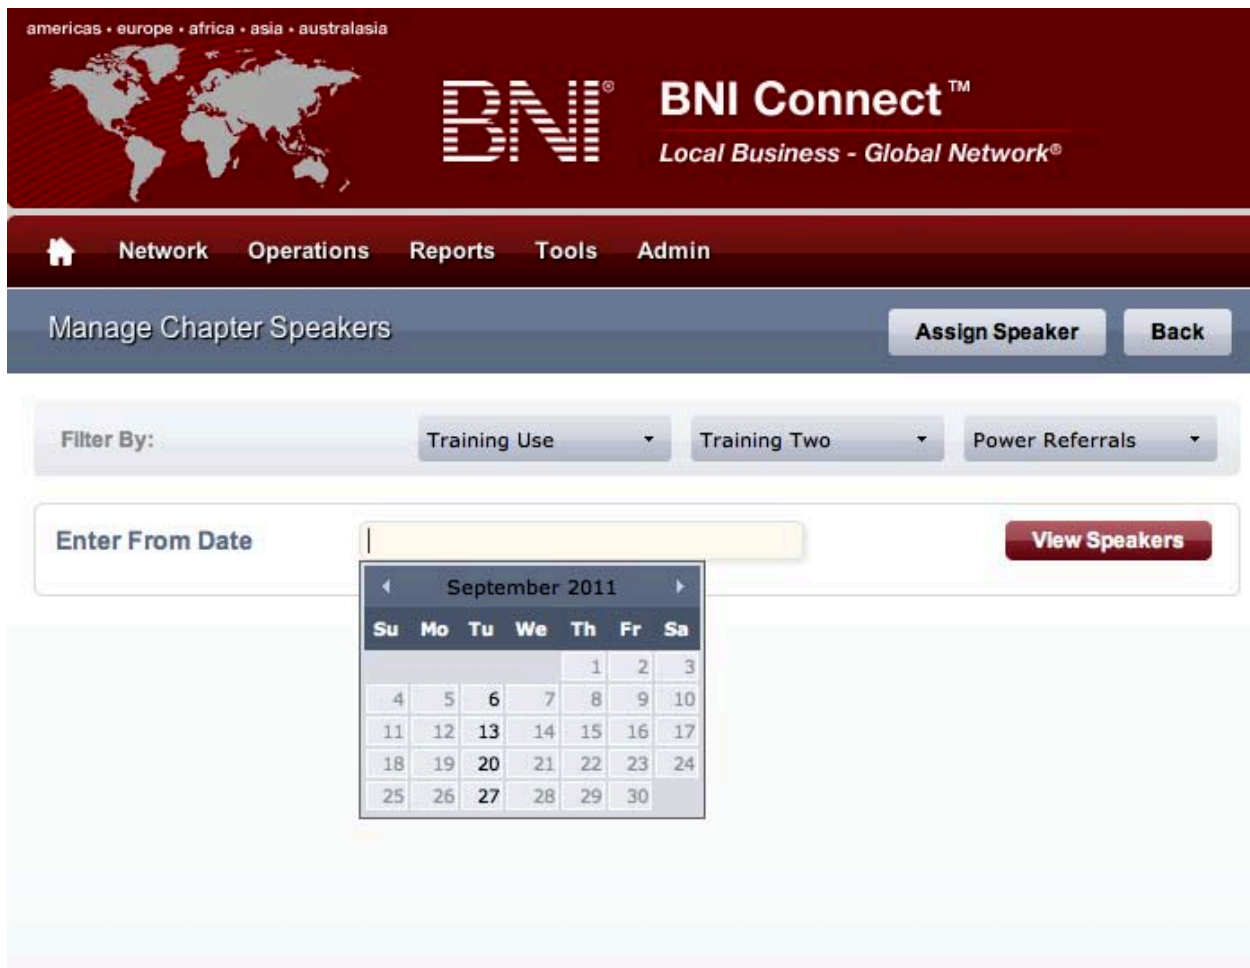 americas • europe • africa • asia • australasia
BNI®
BNI Connect™
Local Business - Global Network®
Network Operations Reports Tools Admin
Manage Chapter Speakers
Assign Speaker Back
Filter By: Training Use Training Two Power Referrals
Enter From Date View Speakers
September 2011
Su Mo Tu We Th Fr Sa
1 2 3
4 5 6 7 8 9 10
11 12 13 14 15 16 17
18 19 20 21 22 23 24
25 26 27 28 29 30